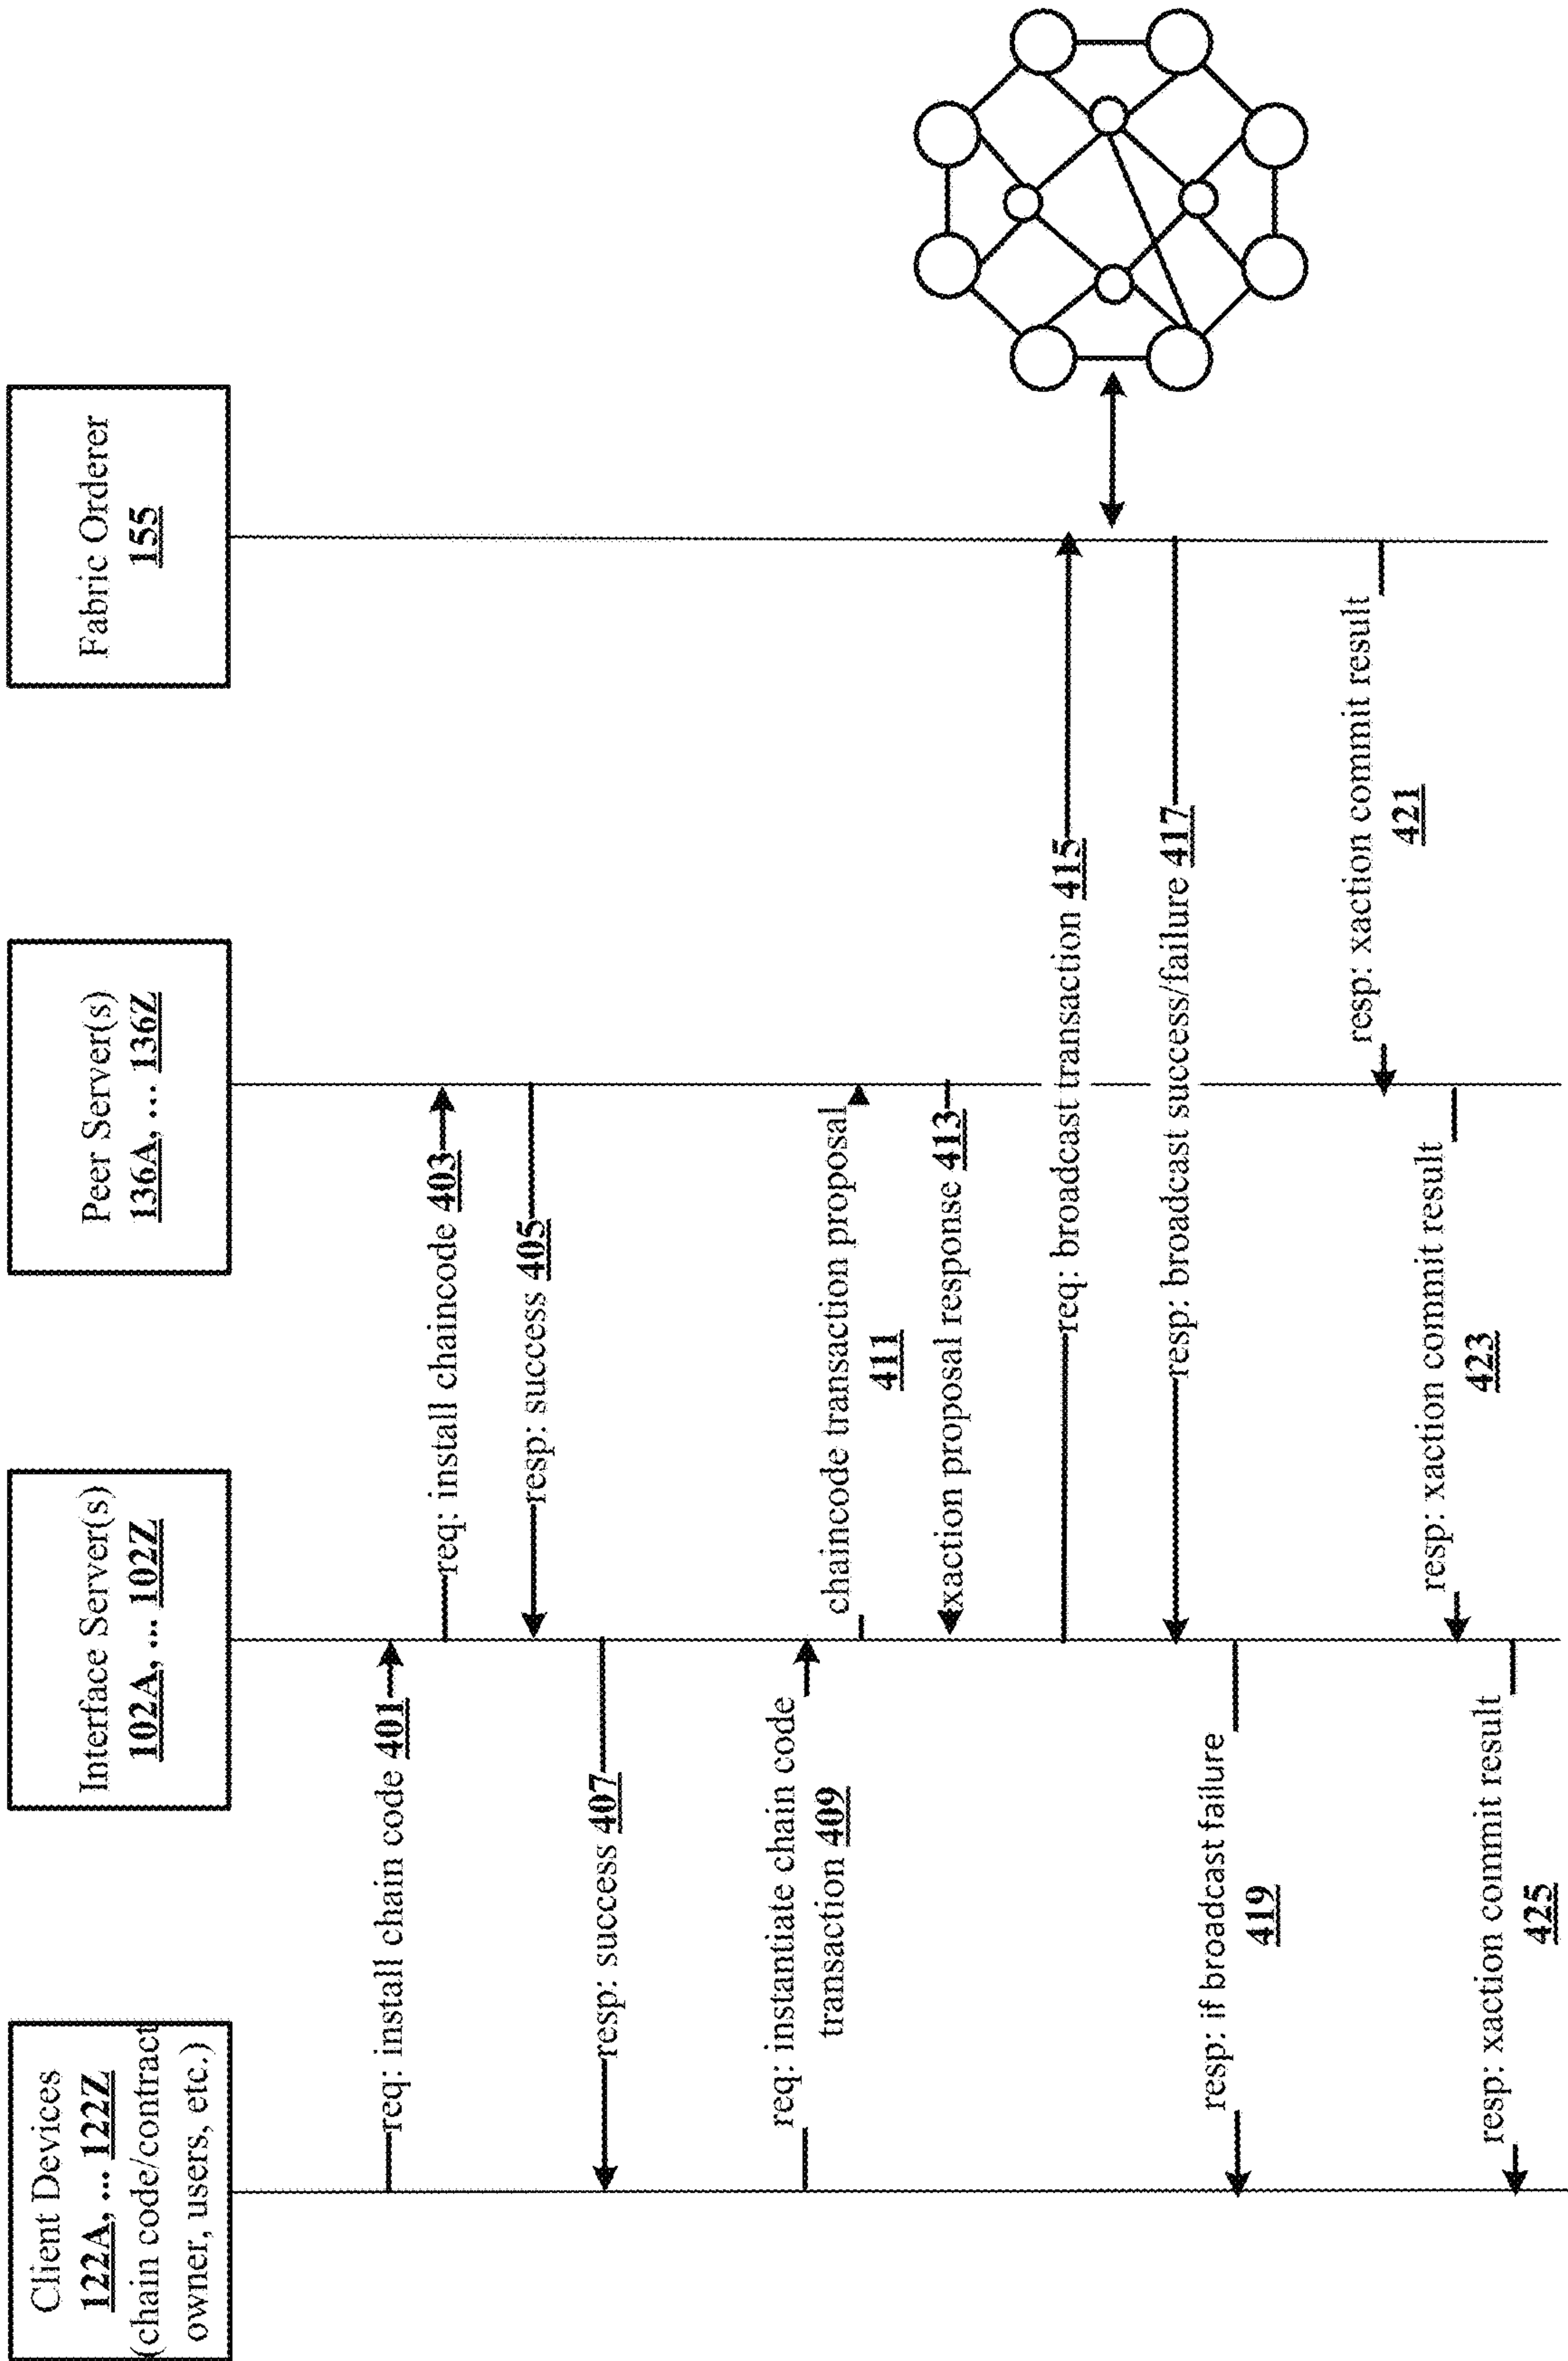 Client Devices
122A, ... 122Z
(chain code/contract
owner, users, etc.)
Interface Server(s)
102A, ... 102Z
Peer Server(s)
136A, ... 136Z
Fabric Orderer
155
req: install chain code 401
req: install chaincode 403
resp: success 405
resp: success 407
req: instantiate chain code
transaction 409
chaincode transaction proposal
411
xaction proposal response 413
req: broadcast transaction 415
resp: broadcast success/failure 417
resp: if broadcast failure
419
resp: xaction commit result
421
resp: xaction commit result
423
resp: xaction commit result
425